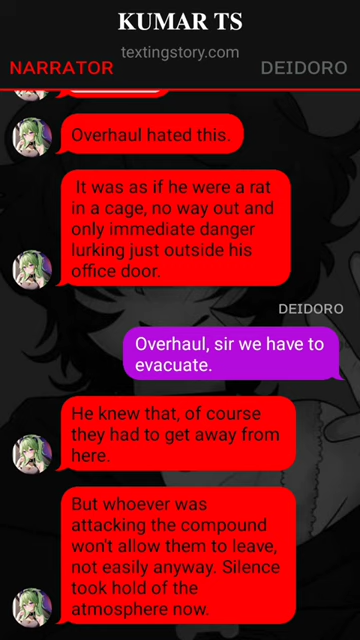 KUMAR TS
textingstory.com
NARRATOR
DEIDORO
Overhaul hated this.
It was as if he were a rat
in a cage, no way out and
only immediate danger
lurking just outside his
office door.
DEIDORO
Overhaul, sir we have to
evacuate.
He knew that, of course
they had to get away from
here.
But whoever was
attacking the compound
won't allow them to leave,
not easily anyway. Silence
took hold of the
atmosphere now.